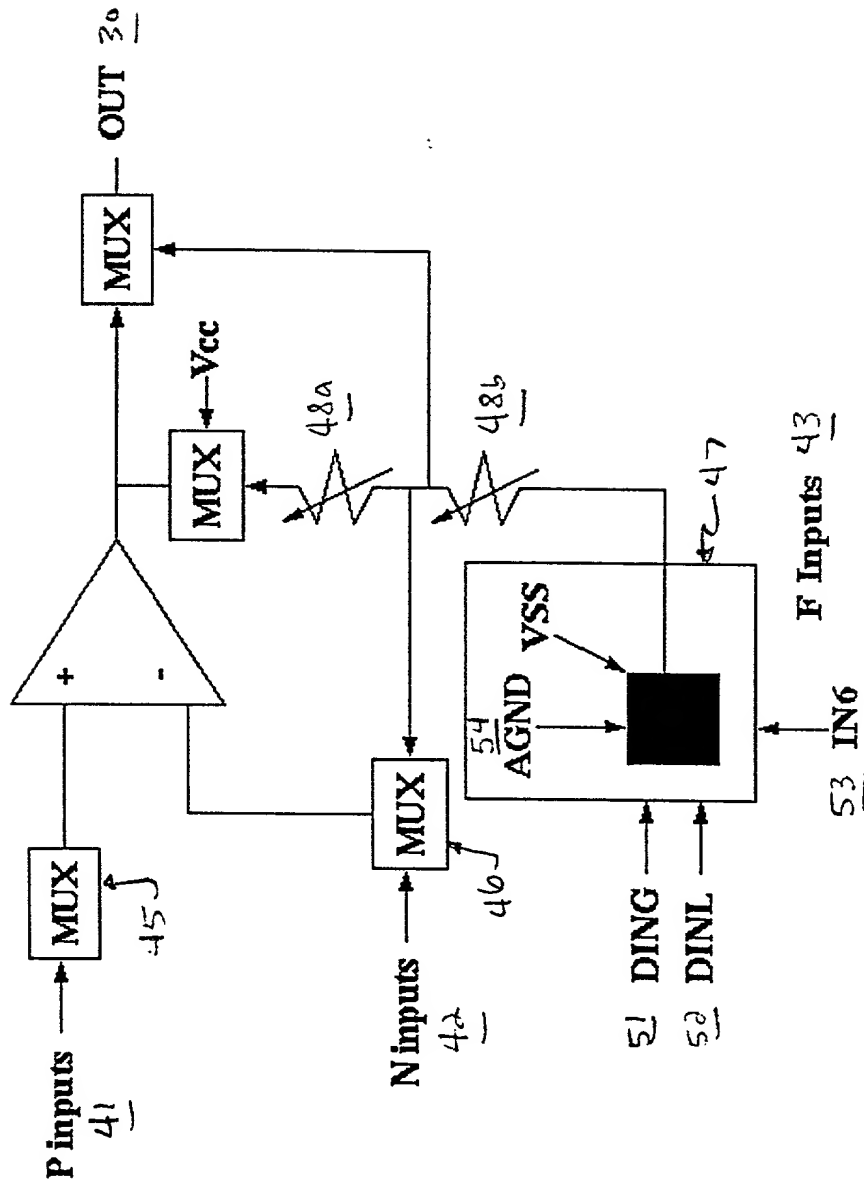 OUT 30
MUX
Vcc
MUX
48a
48b
+
-
MUX
45
P inputs
41
MUX
46
N inputs
42
54
AGND
VSS
47
F Inputs 43
51 DING
52 DINL
53 IN6